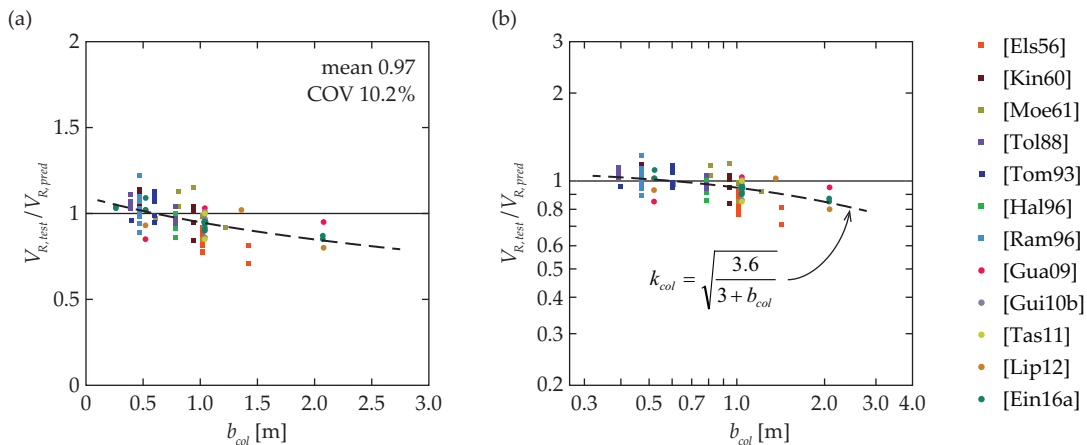 (a)
2
1.5
1
0.5
0
V_{R,test}/V_{R,pred}
mean 0.97
COV 10.2%
0
0.5
1.0
1.5
2.0
2.5
3.0
b_{col} [m]
(b)
3
2
1
0.8
0.6
0.5
0.4
0.3
0.2
V_{R,test}/V_{R,pred}
k_{col} = \sqrt{\frac{3.6}{3 + b_{col}}}
0.3
0.5
0.7
1.0
2.0
3.0
4.0
b_{col} [m]
[Els56]
[Kin60]
[Moe61]
[Tol88]
[Tom93]
[Hal96]
[Ram96]
[Gua09]
[Gui10b]
[Tas11]
[Lip12]
[Ein16a]